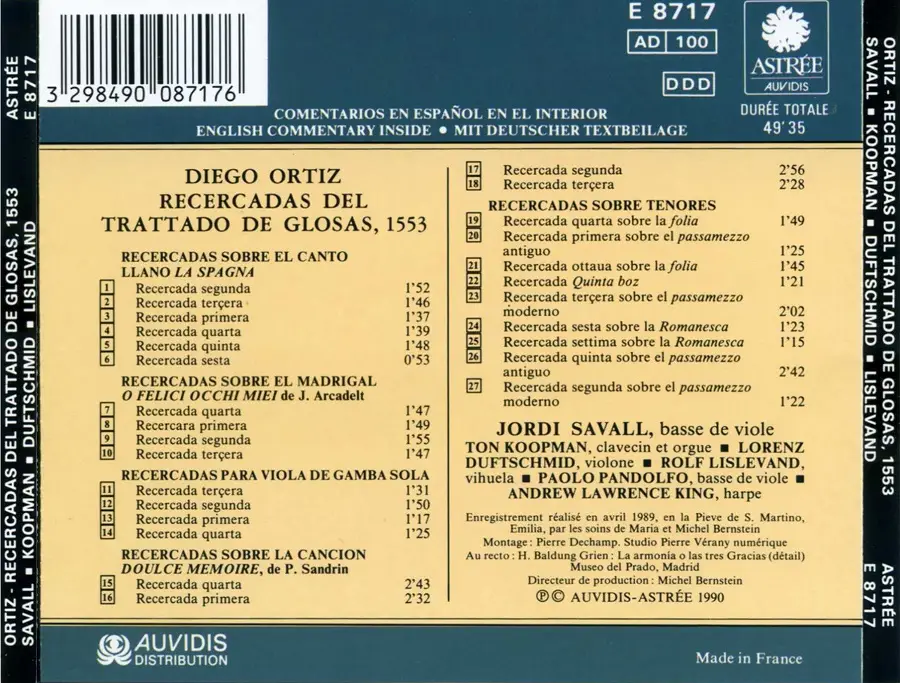 E 8717
AD 100
DDD
ASTRÉE
AUVIDIS
DURÉE TOTALE
49'35
3 298490 087176
COMENTARIOS EN ESPAÑOL EN EL INTERIOR
ENGLISH COMMENTARY INSIDE ● MIT DEUTSCHER TEXTBEILAGE
ORTIZ - RECERCADAS DEL TRATTADO DE GLOSAS, 1553 ASTRÉE
SAVALL ■ KOOPMAN ■ DUFTSCHMID ■ LISLEVAND E 8717
DIEGO ORTIZ
RECERCADAS DEL
TRATTADO DE GLOSAS, 1553
RECERCADAS SOBRE EL CANTO
LLANO LA SPAGNA
1 Recercada segunda 1'52
2 Recercada terçera 1'46
3 Recercada primera 1'37
4 Recercada quarta 1'39
5 Recercada quinta 1'48
6 Recercada sesta 0'53
RECERCADAS SOBRE EL MADRIGAL
O FELICI OCCHI MIEI de J. Arcadelt
7 Recercada quarta 1'47
8 Recercara primera 1'49
9 Recercada segunda 1'55
10 Recercada terçera 1'47
RECERCADAS PARA VIOLA DE GAMBA SOLA
11 Recercada terçera 1'31
12 Recercada segunda 1'50
13 Recercada primera 1'17
14 Recercada quarta 1'25
RECERCADAS SOBRE LA CANCION
DOULCE MEMOIRE, de P. Sandrin
15 Recercada quarta 2'43
16 Recercada primera 2'32
17 Recercada segunda 2'56
18 Recercada terçera 2'28
RECERCADAS SOBRE TENORES
19 Recercada quarta sobre la folia 1'49
20 Recercada primera sobre el passamezzo
antiguo 1'25
21 Recercada ottaua sobre la folia 1'45
22 Recercada Quinta boz 1'21
23 Recercada terçera sobre el passamezzo
moderno 2'02
24 Recercada sesta sobre la Romanesca 1'23
25 Recercada settima sobre la Romanesca 1'15
26 Recercada quinta sobre el passamezzo
antiguo 2'42
27 Recercada segunda sobre el passamezzo
moderno 1'22
JORDI SAVALL, basse de viole
TON KOOPMAN, clavecin et orgue ■ LORENZ
DUFTSCHMID, violone ■ ROLF LISLEVAND,
vihuela ■ PAOLO PANDOLFO, basse de viole ■
ANDREW LAWRENCE KING, harpe
Enregistrement réalisé en avril 1989, en la Pieve de S. Martino,
Emilia, par les soins de Maria et Michel Bernstein
Montage : Pierre Dechamp. Studio Pierre Vérany numérique
Au recto : H. Baldung Grien : La armonía o las tres Gracias (détail)
Museo del Prado, Madrid
Directeur de production : Michel Bernstein
℗ © AUVIDIS-ASTRÉE 1990
AUVIDIS
DISTRIBUTION
Made in France
ORTIZ - RECERCADAS DEL TRATTADO DE GLOSAS, 1553 ASTRÉE
SAVALL ■ KOOPMAN ■ DUFTSCHMID ■ LISLEVAND E 8717